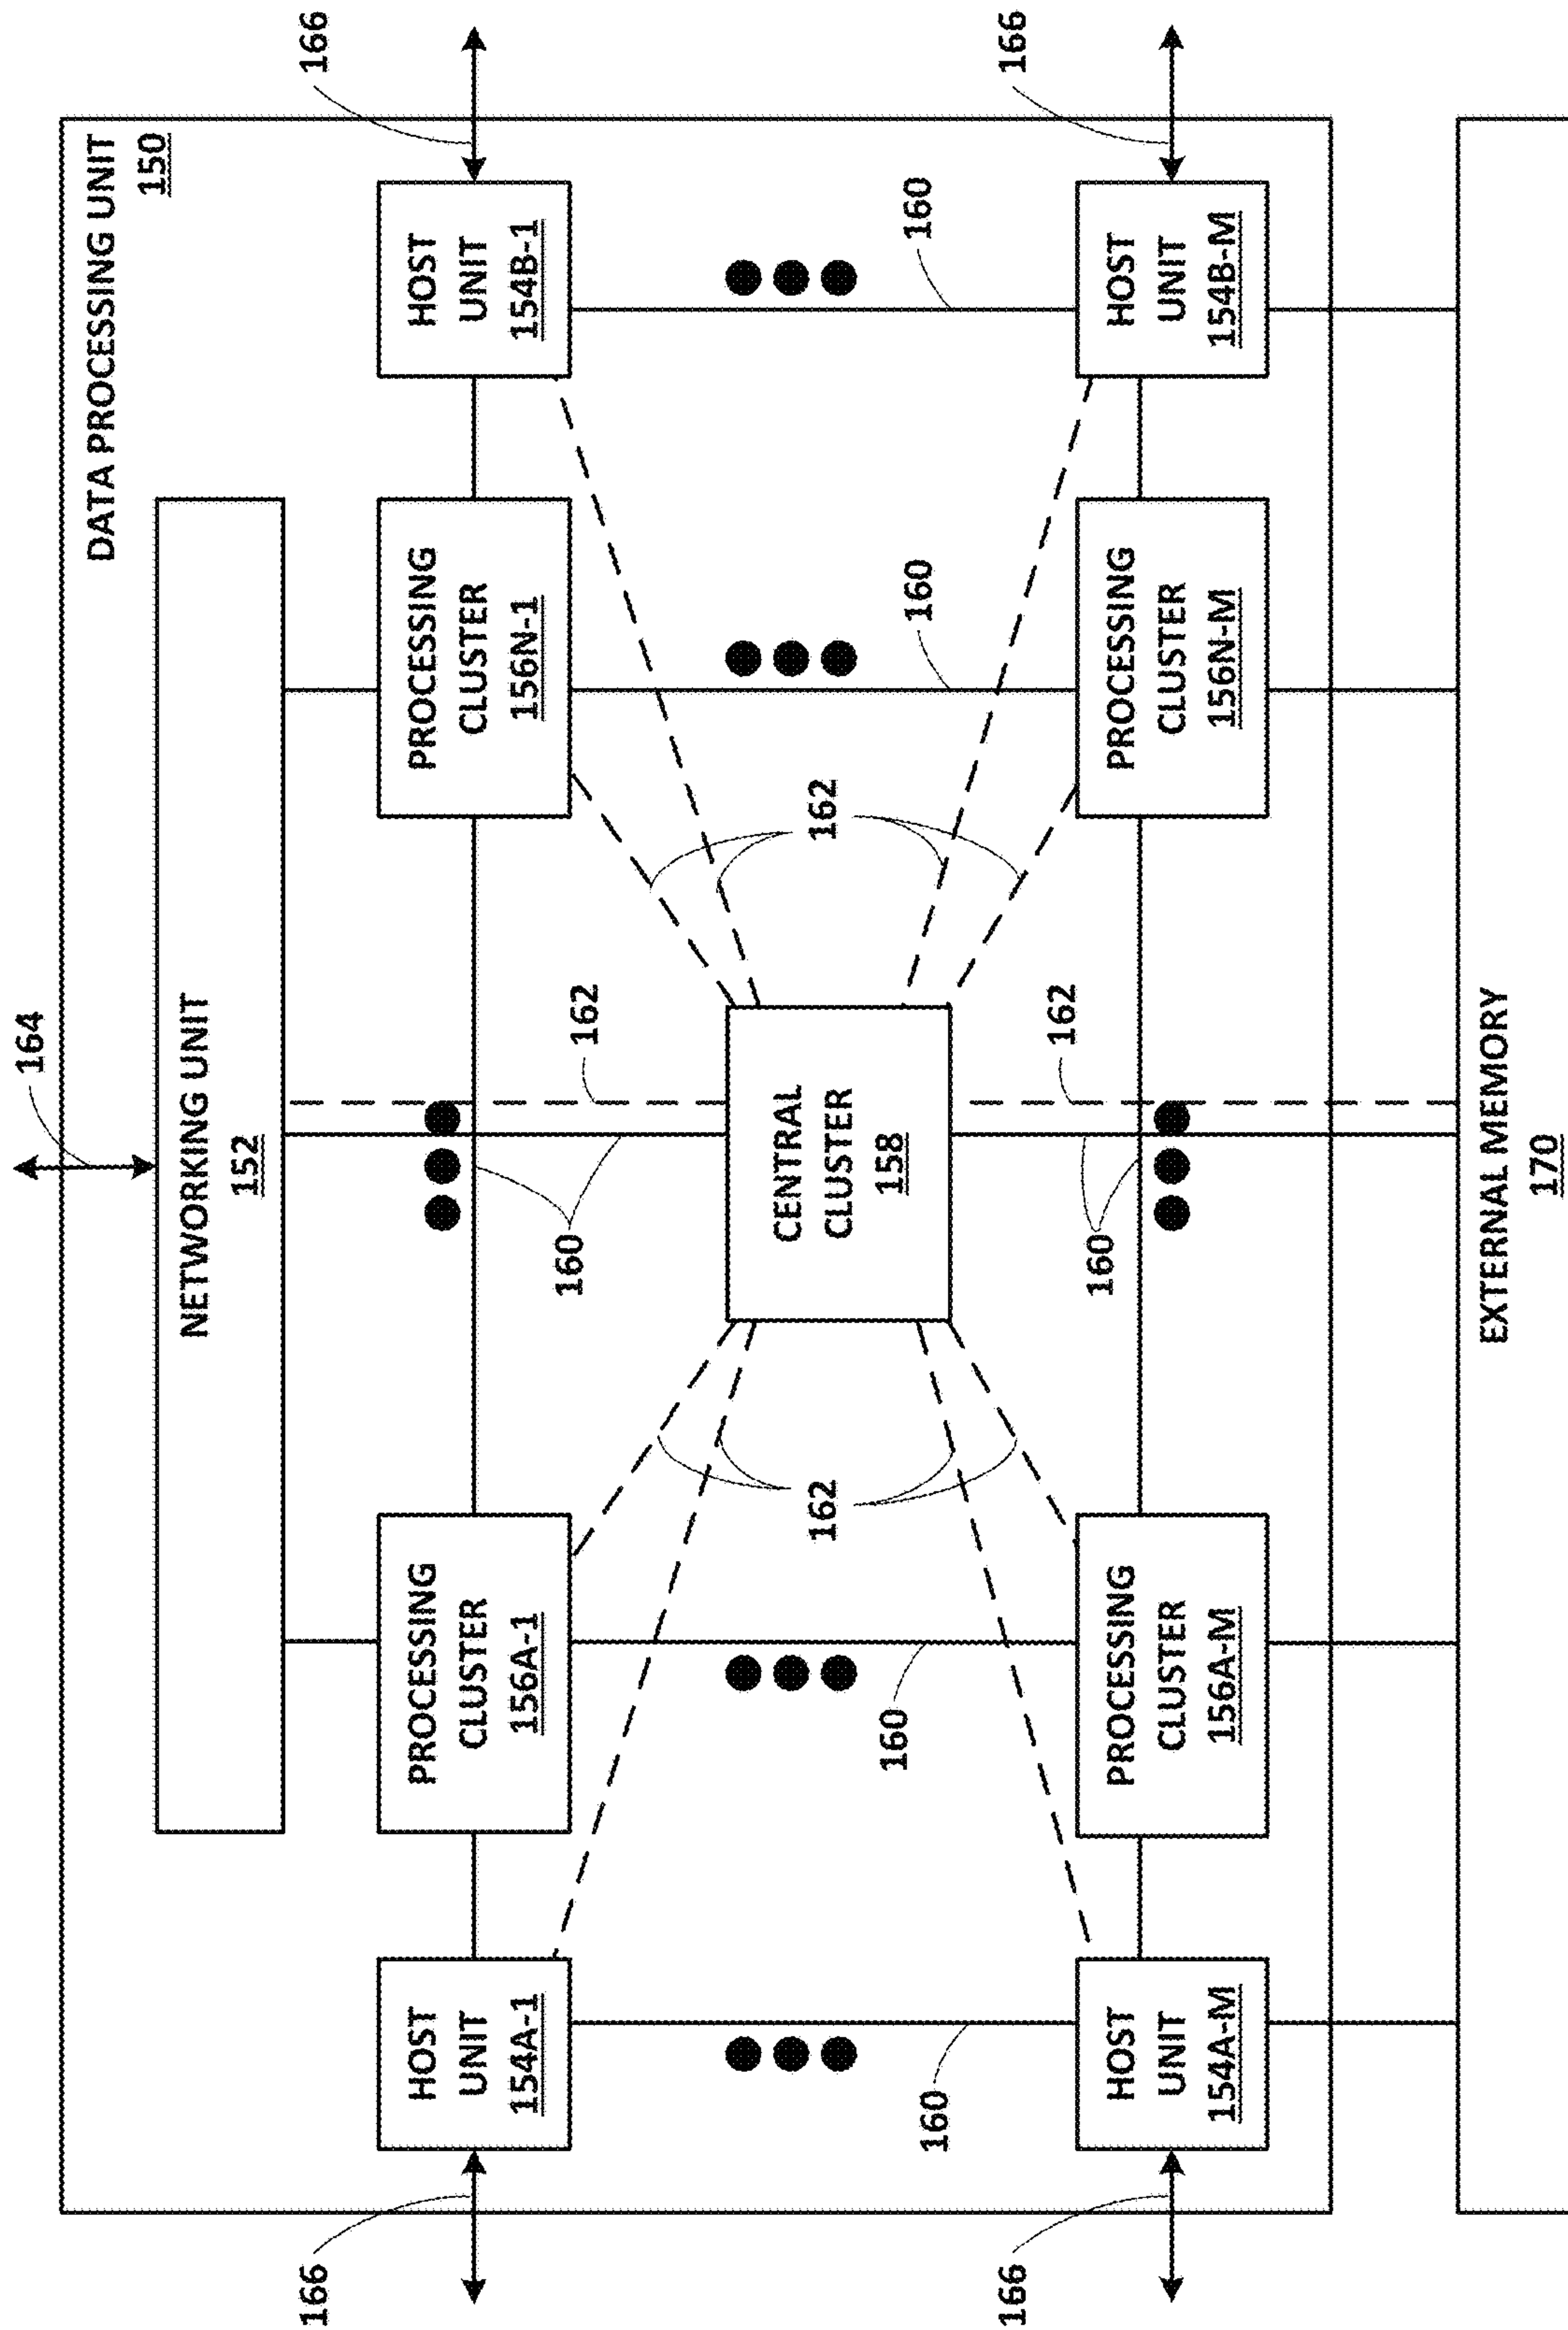 164
DATA PROCESSING UNIT
150
NETWORKING UNIT
152
166
166
HOST
UNIT
154A-1
PROCESSING
CLUSTER
156A-1
PROCESSING
CLUSTER
156N-1
HOST
UNIT
154B-1
160
162
162
162
CENTRAL
CLUSTER
158
160
160
160
160
160
162
166
166
HOST
UNIT
154A-M
PROCESSING
CLUSTER
156A-M
PROCESSING
CLUSTER
156N-M
HOST
UNIT
154B-M
EXTERNAL MEMORY
170